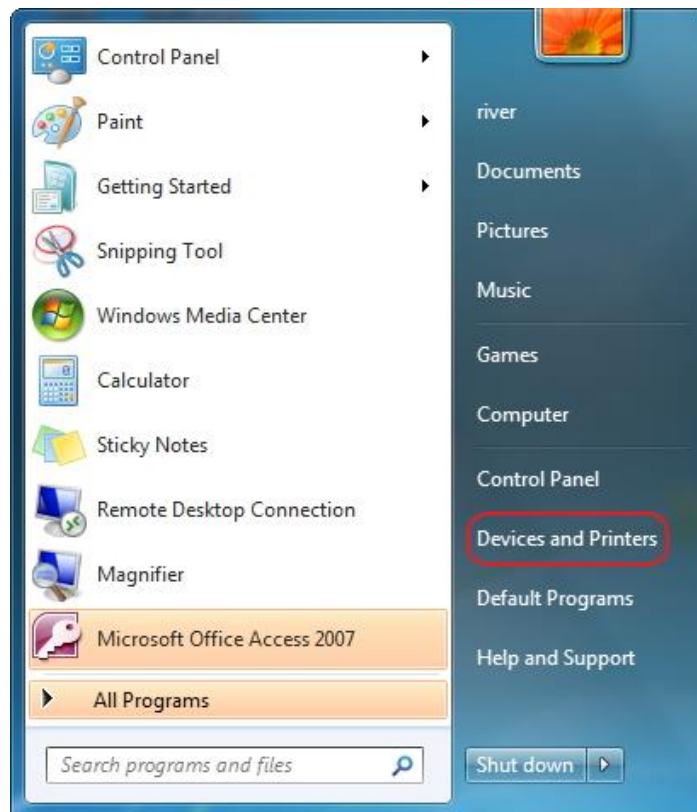 Control Panel
Paint
Getting Started
Snipping Tool
Windows Media Center
Calculator
Sticky Notes
Remote Desktop Connection
Magnifier
Microsoft Office Access 2007
All Programs
Search programs and files
river
Documents
Pictures
Music
Games
Computer
Control Panel
Devices and Printers
Default Programs
Help and Support
Shut down